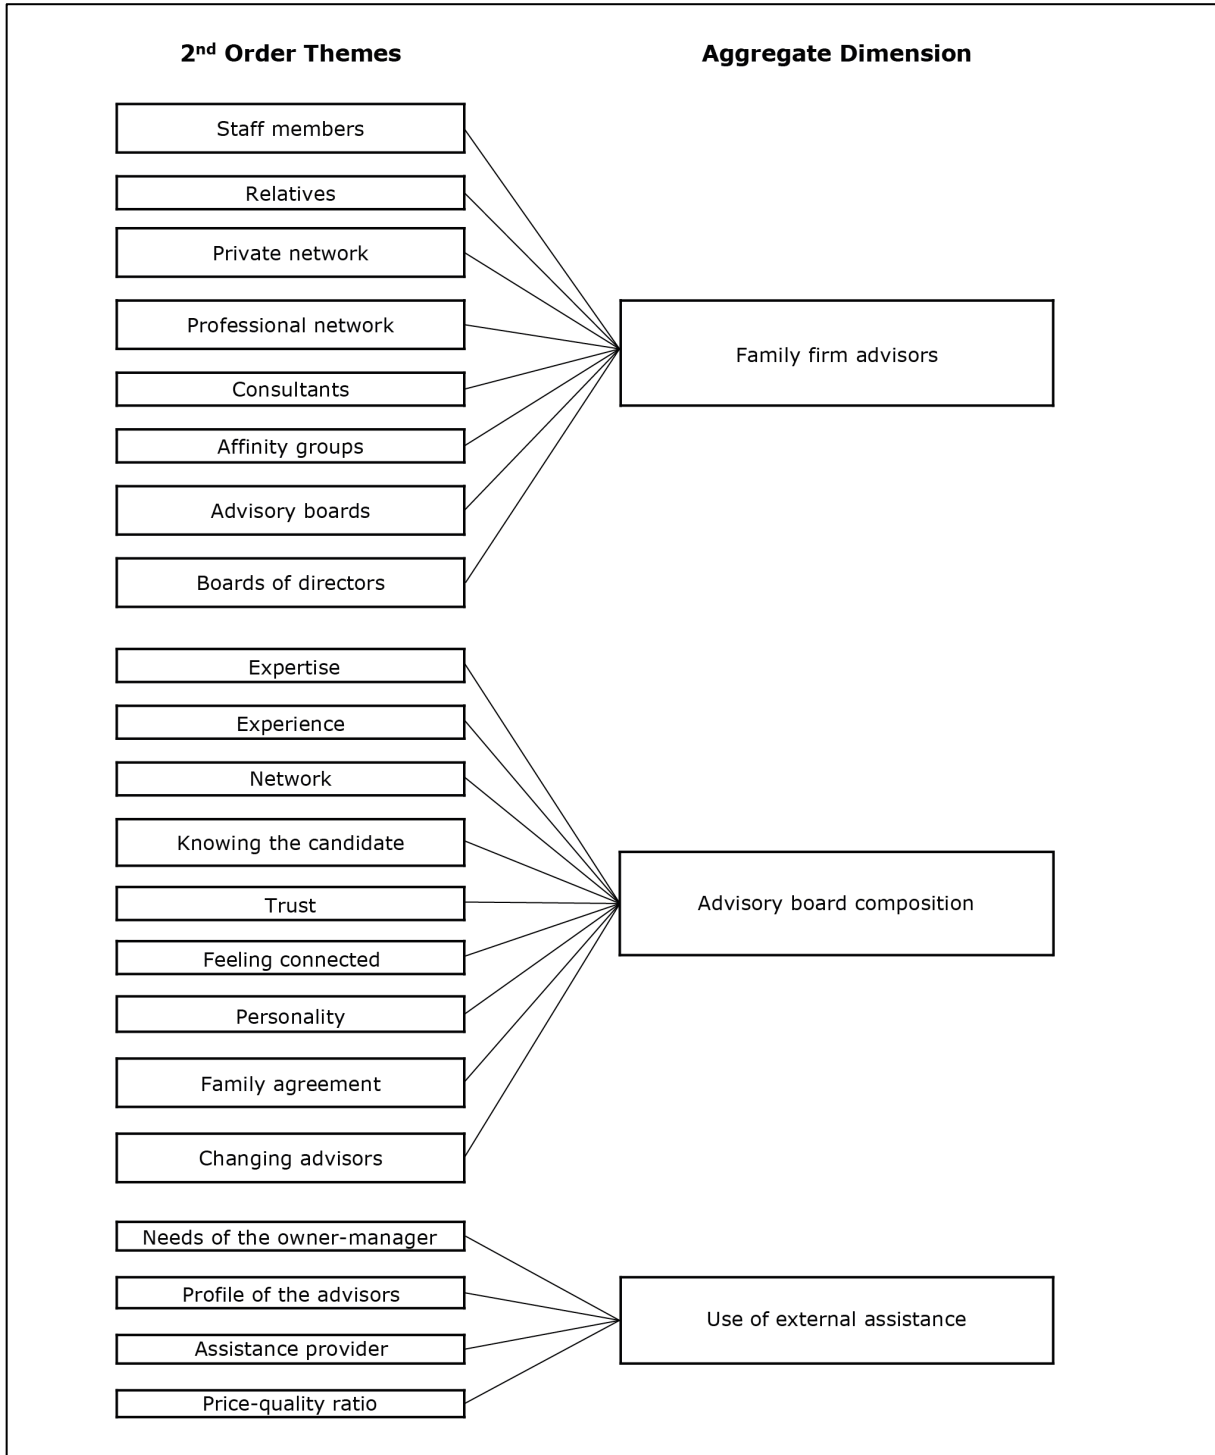 2nd Order Themes
Aggregate Dimension
Staff members
Relatives
Private network
Professional network
Consultants
Affinity groups
Advisory boards
Boards of directors
Family firm advisors
Expertise
Experience
Network
Knowing the candidate
Trust
Feeling connected
Personality
Family agreement
Changing advisors
Advisory board composition
Needs of the owner-manager
Profile of the advisors
Assistance provider
Price-quality ratio
Use of external assistance